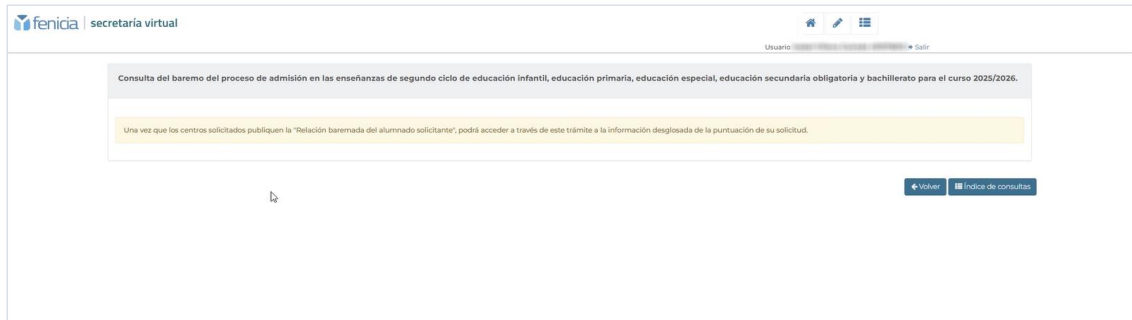 fenicia | secretaría virtual
Usuario Salir
Consulta del baremo del proceso de admisión en las enseñanzas de segundo ciclo de educación infantil, educación primaria, educación especial, educación secundaria obligatoria y bachillerato para el curso 2025/2026.
Una vez que los centros solicitados publiquen la "Relación baremada del alumnado solicitante", podrá acceder a través de este trámite a la información desglosada de la puntuación de su solicitud.
Volver Índice de consultas